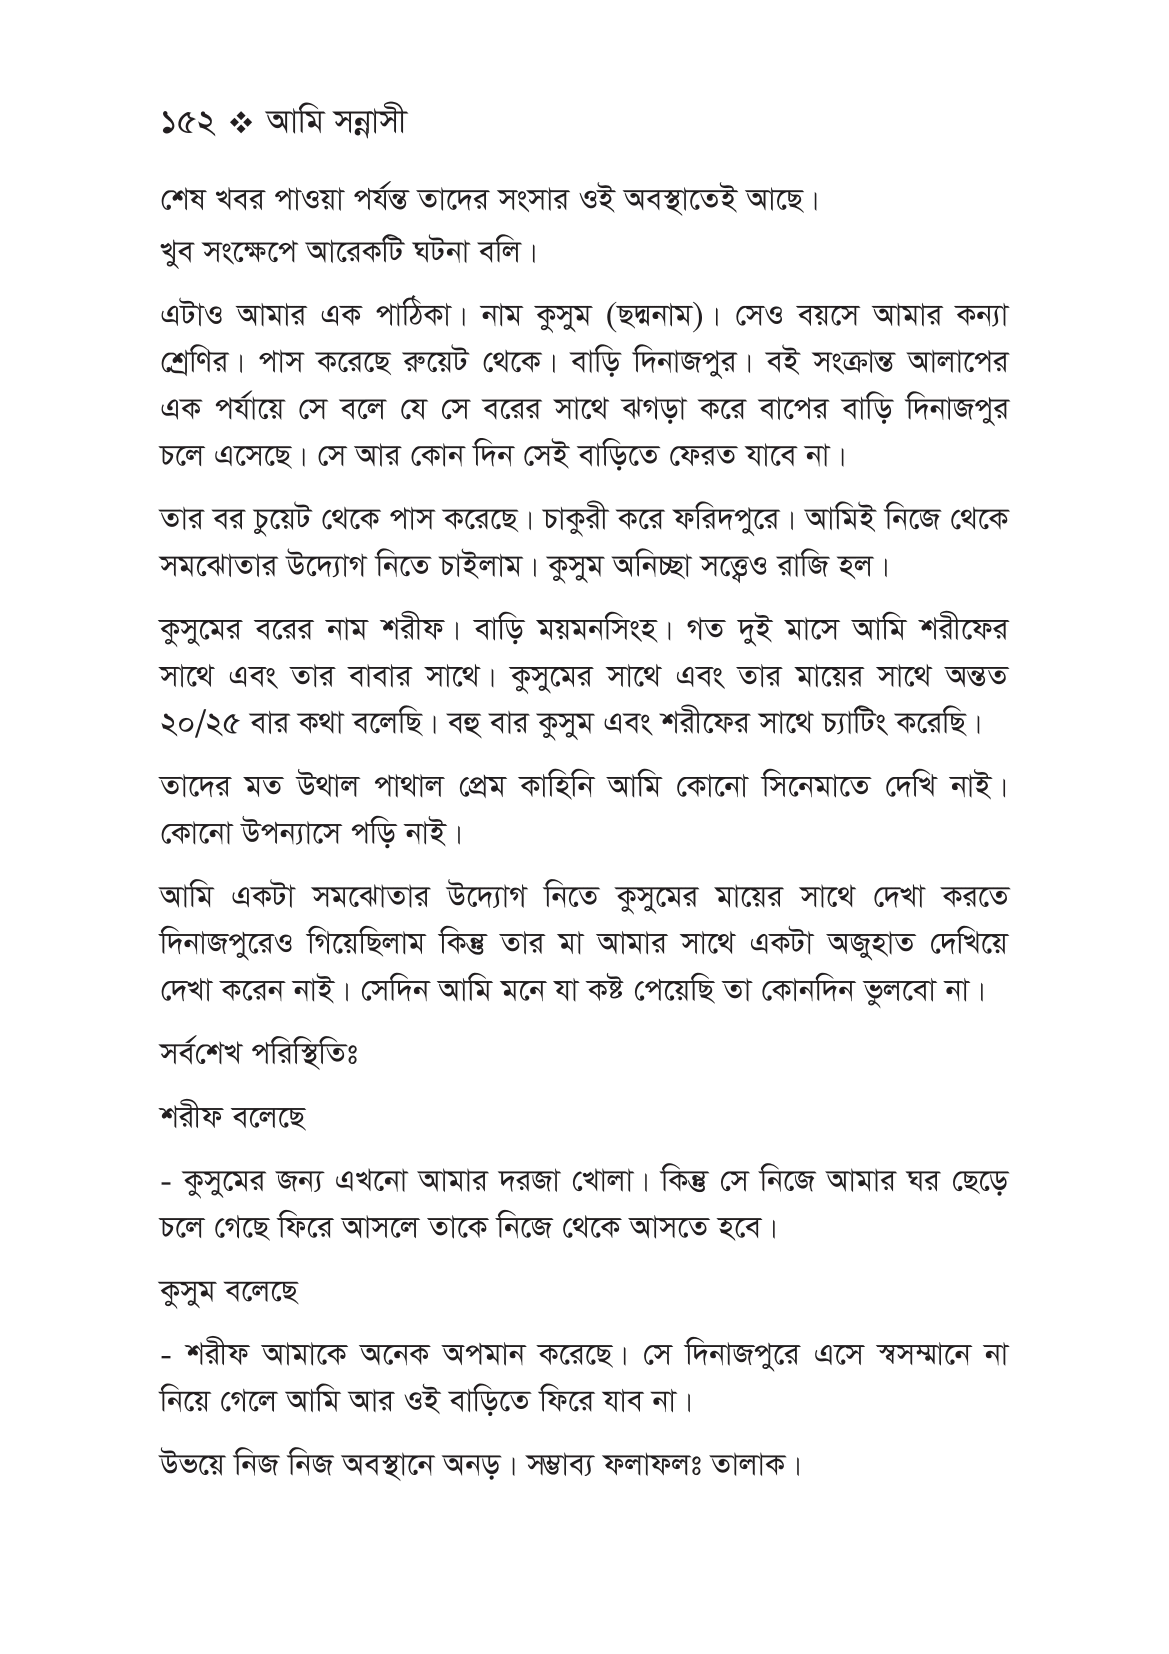 ১৫২ ❖ আমি সন্নাসী
শেষ খবর পাওয়া পর্যন্ত তাদের সংসার ওই অবস্থাতেই আছে।
খুব সংক্ষেপে আরেকটি ঘটনা বলি।
এটাও আমার এক পাঠিকা। নাম কুসুম (ছদ্মনাম)। সেও বয়সে আমার কন্যা
শ্রেণির। পাস করেছে রুয়েট থেকে। বাড়ি দিনাজপুর। বই সংক্রান্ত আলাপের
এক পর্যায়ে সে বলে যে সে বরের সাথে ঝগড়া করে বাপের বাড়ি দিনাজপুর
চলে এসেছে। সে আর কোন দিন সেই বাড়িতে ফেরত যাবে না।
তার বর চুয়েট থেকে পাস করেছে। চাকুরী করে ফরিদপুরে। আমিই নিজে থেকে
সমঝোতার উদ্যোগ নিতে চাইলাম। কুসুম অনিচ্ছা সত্ত্বেও রাজি হল।
কুসুমের বরের নাম শরীফ। বাড়ি ময়মনসিংহ। গত দুই মাসে আমি শরীফের
সাথে এবং তার বাবার সাথে। কুসুমের সাথে এবং তার মায়ের সাথে অন্তত
২০/২৫ বার কথা বলেছি। বহু বার কুসুম এবং শরীফের সাথে চ্যাটিং করেছি।
তাদের মত উথাল পাথাল প্রেম কাহিনি আমি কোনো সিনেমাতে দেখি নাই।
কোনো উপন্যাসে পড়ি নাই।
আমি একটা সমঝোতার উদ্যোগ নিতে কুসুমের মায়ের সাথে দেখা করতে
দিনাজপুরেও গিয়েছিলাম কিন্তু তার মা আমার সাথে একটা অজুহাত দেখিয়ে
দেখা করেন নাই। সেদিন আমি মনে যা কষ্ট পেয়েছি তা কোনদিন ভুলবো না।
সর্বশেখ পরিস্থিতিঃ
শরীফ বলেছে
- কুসুমের জন্য এখনো আমার দরজা খোলা। কিন্তু সে নিজে আমার ঘর ছেড়ে
চলে গেছে ফিরে আসলে তাকে নিজে থেকে আসতে হবে।
কুসুম বলেছে
- শরীফ আমাকে অনেক অপমান করেছে। সে দিনাজপুরে এসে স্বসম্মানে না
নিয়ে গেলে আমি আর ওই বাড়িতে ফিরে যাব না।
উভয়ে নিজ নিজ অবস্থানে অনড়। সম্ভাব্য ফলাফলঃ তালাক।